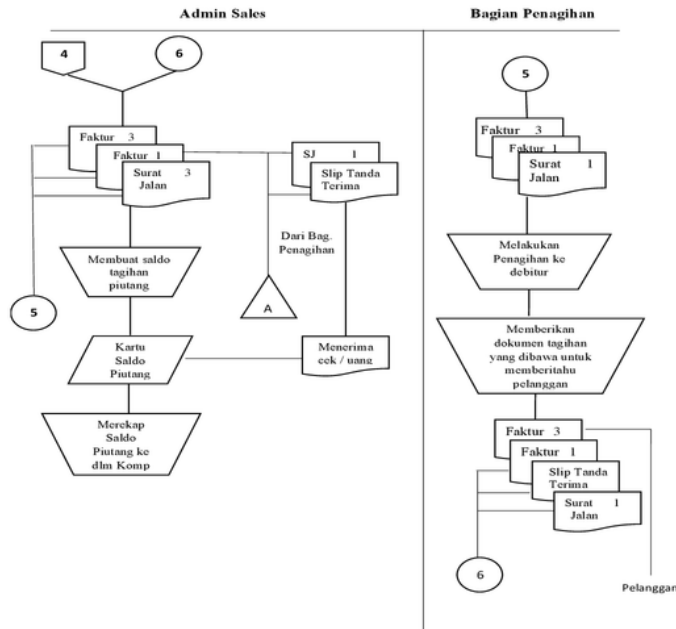 Admin Sales
4
6
Faktur 3
Faktur 1
Surat 3
Jalan
SJ 1
Slip Tanda
Terima
Dari Bag.
Penagihan
Membuat saldo
tagihan
piutang
5
A
Kartu
Saldo
Piutang
Menerima
cek / uang
Merekap
Saldo
Piutang ke
dlm Komp
Bagian Penagihan
5
Faktur 3
Faktur 1
Surat 1
Jalan
Melakukan
Penagihan ke
debitur
Memberikan
dokumen tagihan
yang dibawa untuk
memberitahu
pelanggan
Faktur 3
Faktur 1
Slip Tanda
Terima
Surat 1
Jalan
6
Pelanggan